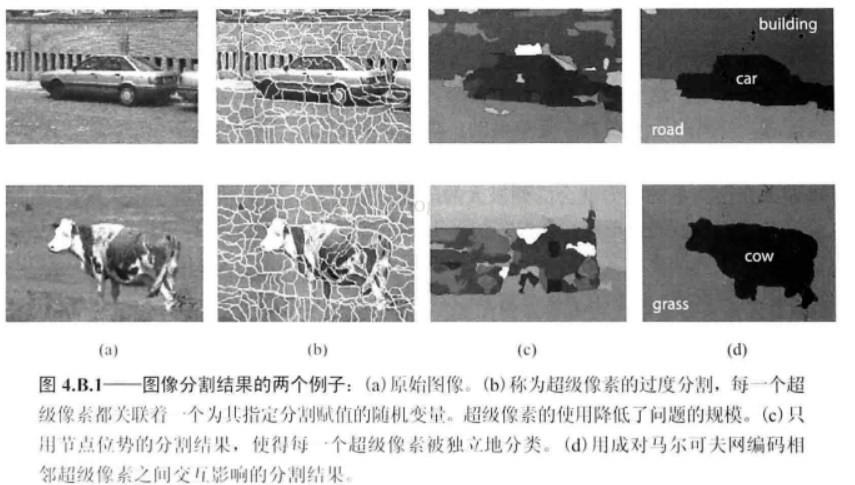 building
car
road
cow
grass
(a) (b) (c) (d)
图 4.B.1——图像分割结果的两个例子：(a)原始图像。(b)称为超级像素的过度分割，每一个超
级像素都关联着一个为其指定分割赋值的随机变量。超级像素的使用降低了问题的规模。(c)只
用节点位势的分割结果，使得每一个超级像素被独立地分类。(d)用成对马尔可夫网编码相
邻超级像素之间交互影响的分割结果。